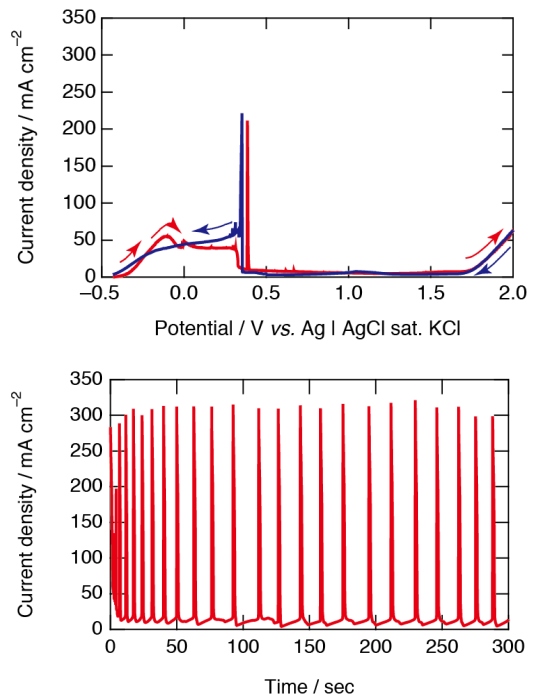 350
300
250
200
150
100
50
0
Current density / mA cm⁻²
−0.5 0.0 0.5 1.0 1.5 2.0
Potential / V vs. Ag | AgCl sat. KCl
350
300
250
200
150
100
50
0
Current density / mA cm⁻²
0 50 100 150 200 250 300
Time / sec